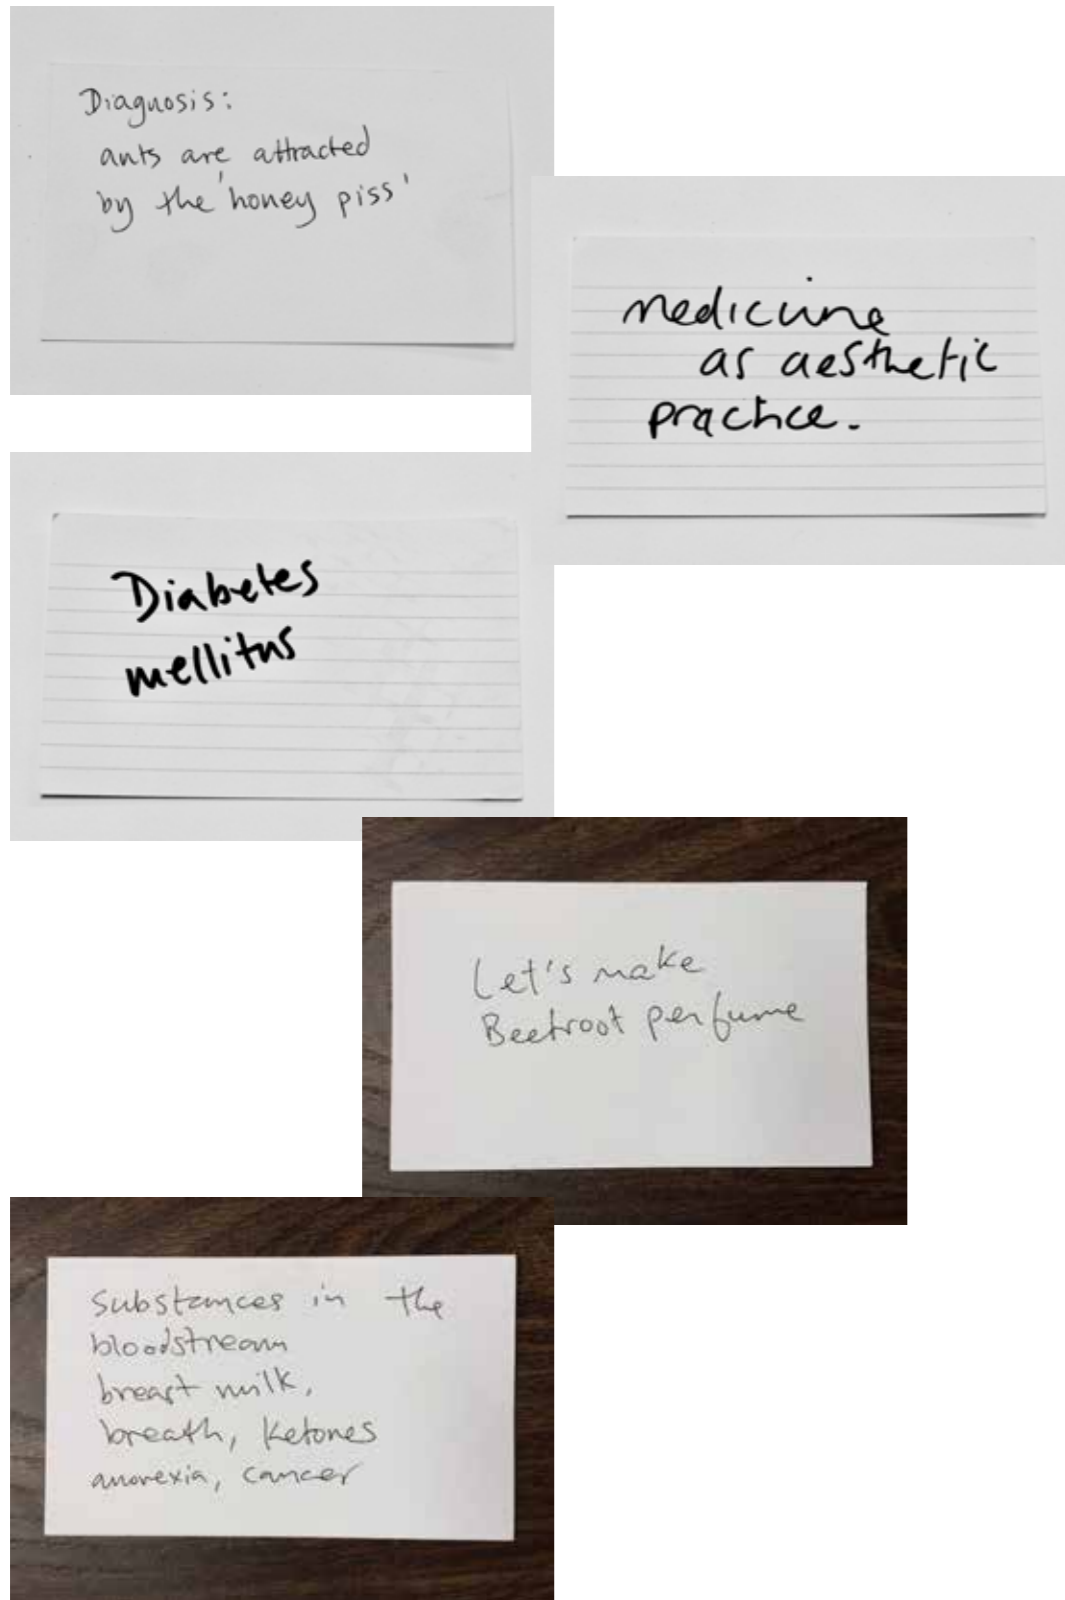 Diagnosis:
ants are attracted
by the 'honey piss'
medicine
as aesthetic
practice.
Diabetes
mellitus
Let's make
Beetroot perfume
Substances in the
bloodstream
breast milk,
breath, ketones
anorexia, cancer